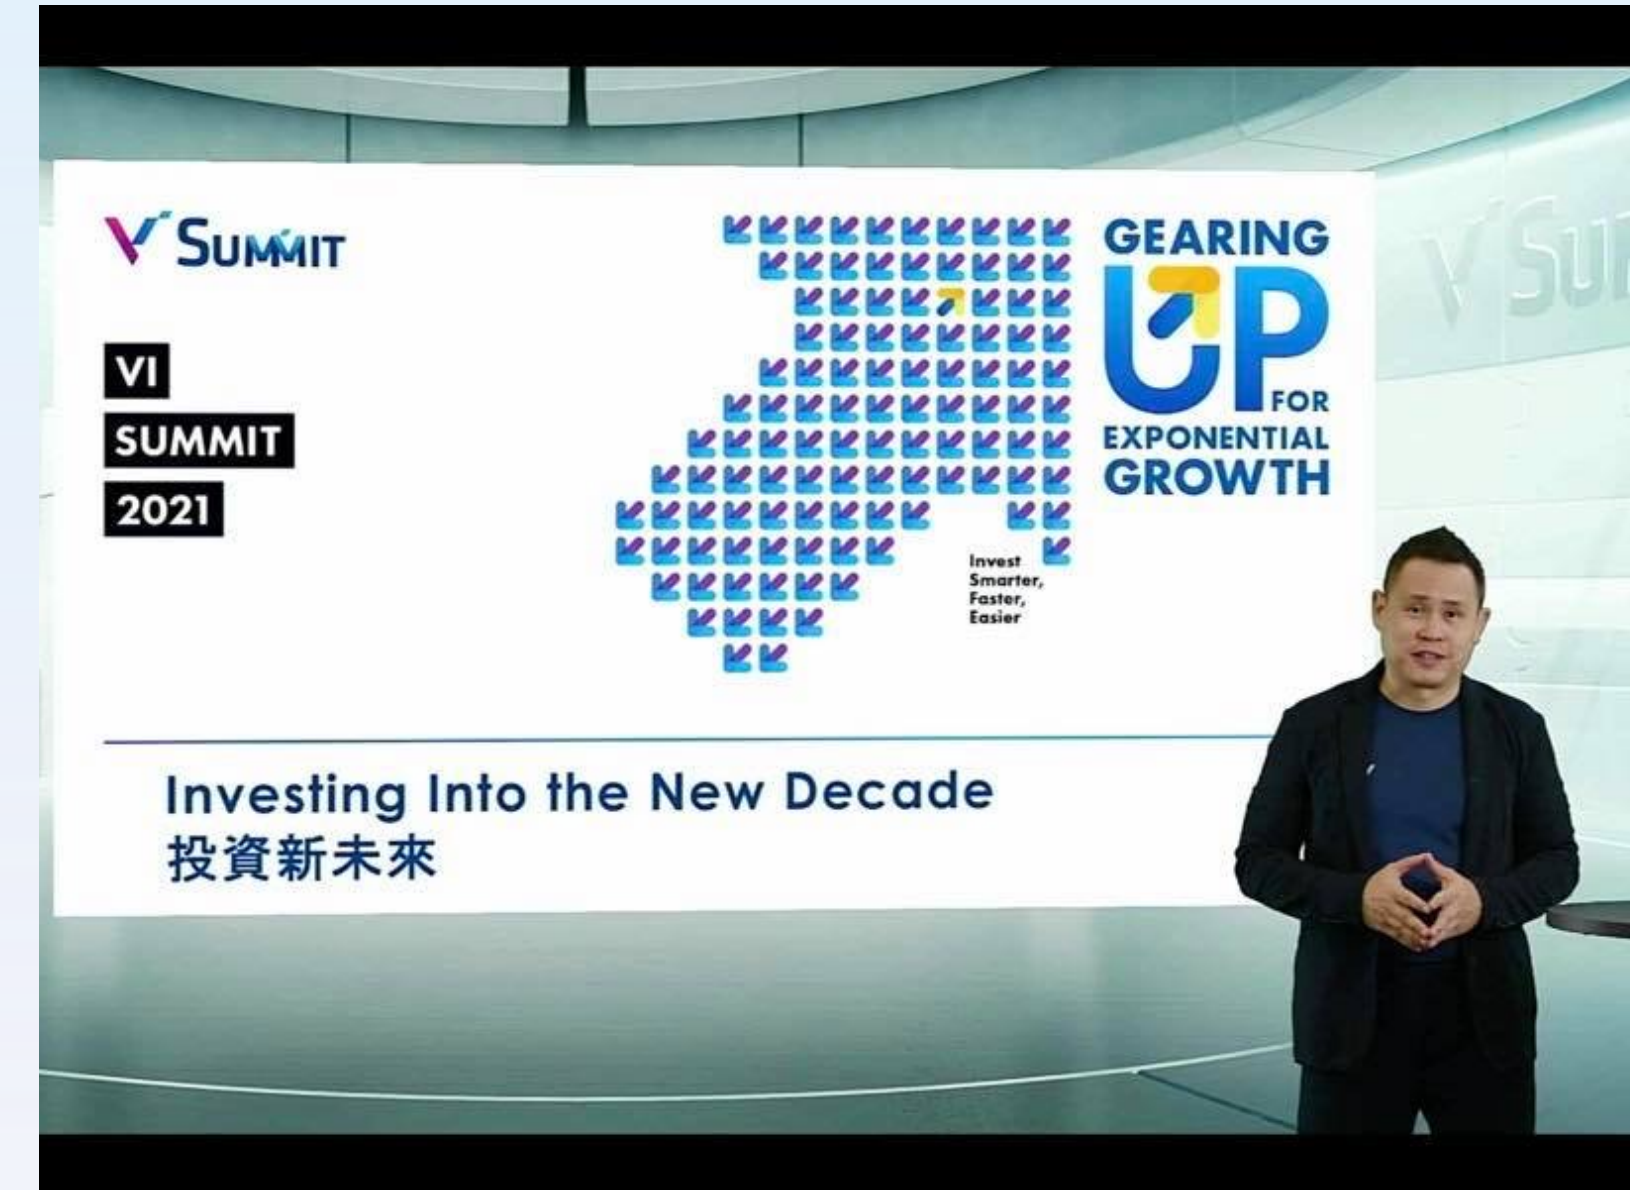 V SUMMIT
VI
SUMMIT
2021
GEARING
UP
FOR
EXPONENTIAL
GROWTH
Invest
Smarter,
Faster,
Easier
Investing Into the New Decade
投資新未來